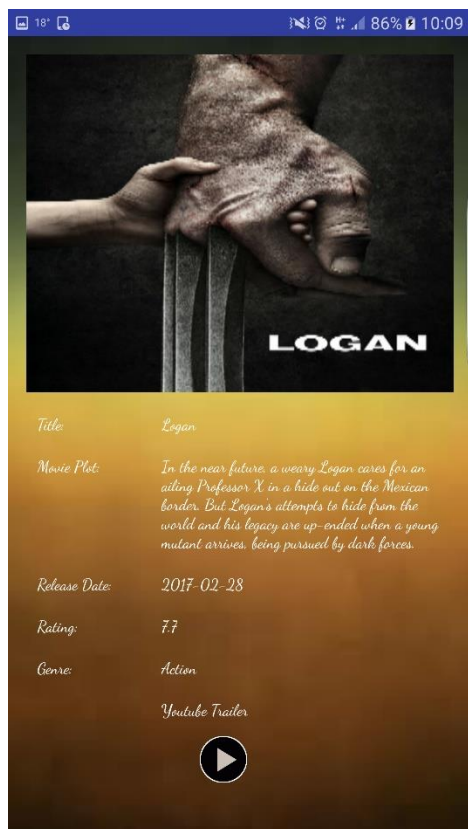 18° H+ 86% 10:09
LOGAN
Title: Logan
Movie Plot: In the near future, a weary Logan cares for an
ailing Professor X in a hide out on the Mexican
border. But Logan's attempts to hide from the
world and his legacy are up-ended when a young
mutant arrives, being pursued by dark forces.
Release Date: 2017-02-28
Rating: 7.7
Genre: Action
Youtube Trailer